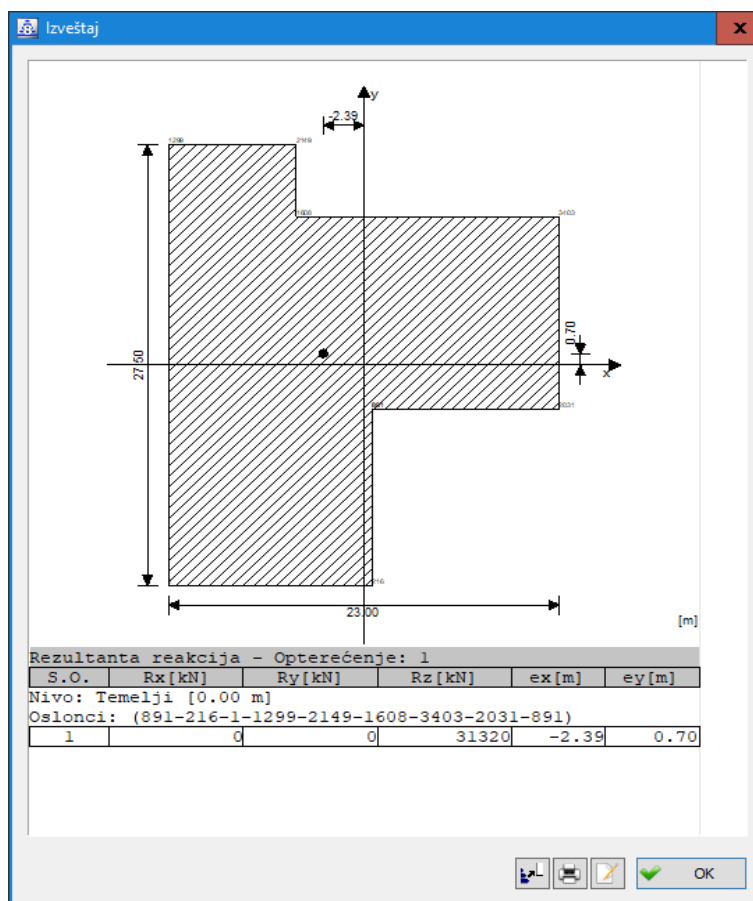 Izveštaj
y
-2.39
1299
2149
1608
3403
0.70
27.50
x
891
2031
216
23.00
[m]
Rezultanta reakcija - Opterećenje: 1
S.O. Rx[kN] Ry[kN] Rz[kN] ex[m] ey[m]
Nivo: Temelji [0.00 m]
Oslonci: (891-216-1-1299-2149-1608-3403-2031-891)
1 0 0 31320 -2.39 0.70
OK